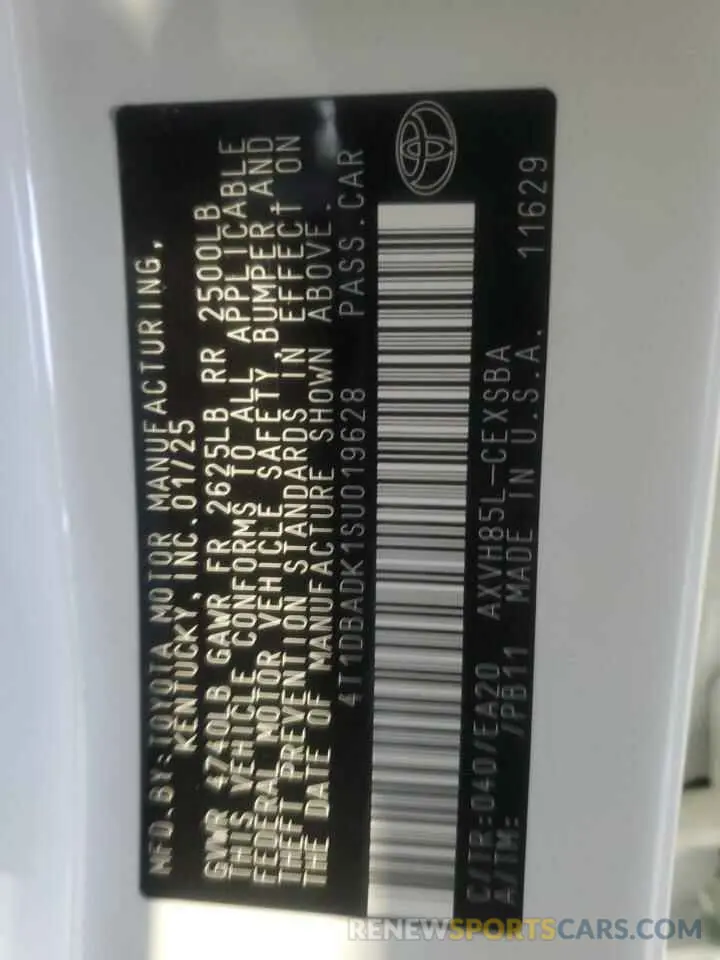 MFD.BY:TOYOTA MOTOR MANUFACTURING,
KENTUCKY, INC.01/25
GVWR 4740LB GAWR FR 2625LB RR 2500LB
THIS VEHICLE CONFORMS TO ALL APPLICABLE
FEDERAL MOTOR VEHICLE SAFETY,BUMPER,AND
THEFT PREVENTION STANDARDS IN EFFECT ON
THE DATE OF MANUFACTURE SHOWN ABOVE.
4T1DBADK1SU019628 PASS.CAR
C/TR:040/EA20 AXVH85L-CEXSBA 11629
A/TM: /PB11 MADE IN U.S.A.
RENEWSPORTSCARS.COM